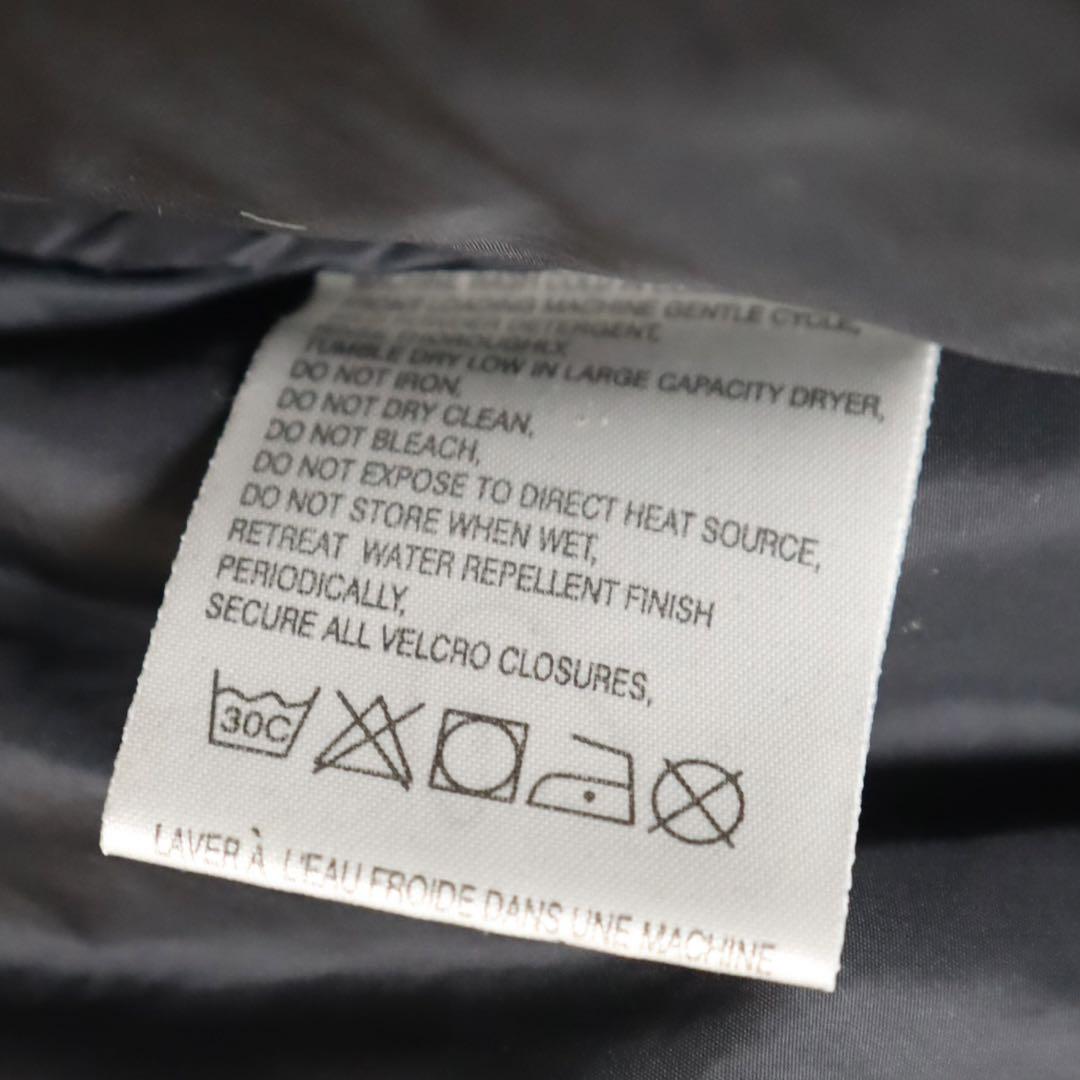 FRONT LOADING MACHINE GENTLE CYCLE,
DETERGENT,
THOROUGHLY,
TUMBLE DRY LOW IN LARGE CAPACITY DRYER,
DO NOT IRON,
DO NOT DRY CLEAN,
DO NOT BLEACH,
DO NOT EXPOSE TO DIRECT HEAT SOURCE,
DO NOT STORE WHEN WET,
RETREAT WATER REPELLENT FINISH
PERIODICALLY,
SECURE ALL VELCRO CLOSURES,
30C
LAVER À L'EAU FROIDE DANS UNE MACHINE